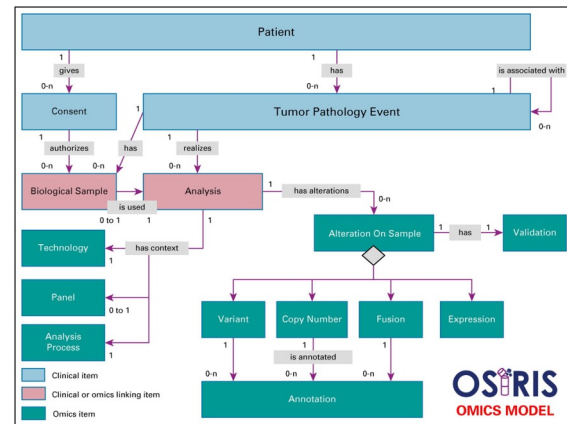 Patient
1
1
gives
has
is associated with
0-n
0-n
1
Consent
Tumor Pathology Event
0-n
1
1
1
authorizes
has
realizes
0-n
0-n
0-n
Biological Sample
Analysis
1
has alterations
0-n
is used
0 to 1
1
1
Alteration On Sample
1
has
1
Validation
Technology
has context
1
Panel
0 to 1
Variant
Copy Number
Fusion
Expression
Analysis
Process
1
1
1
1
is annotated
0-n
0-n
0-n
Clinical item
Clinical or omics linking item
Omics item
Annotation
OSIRIS
OMICS MODEL